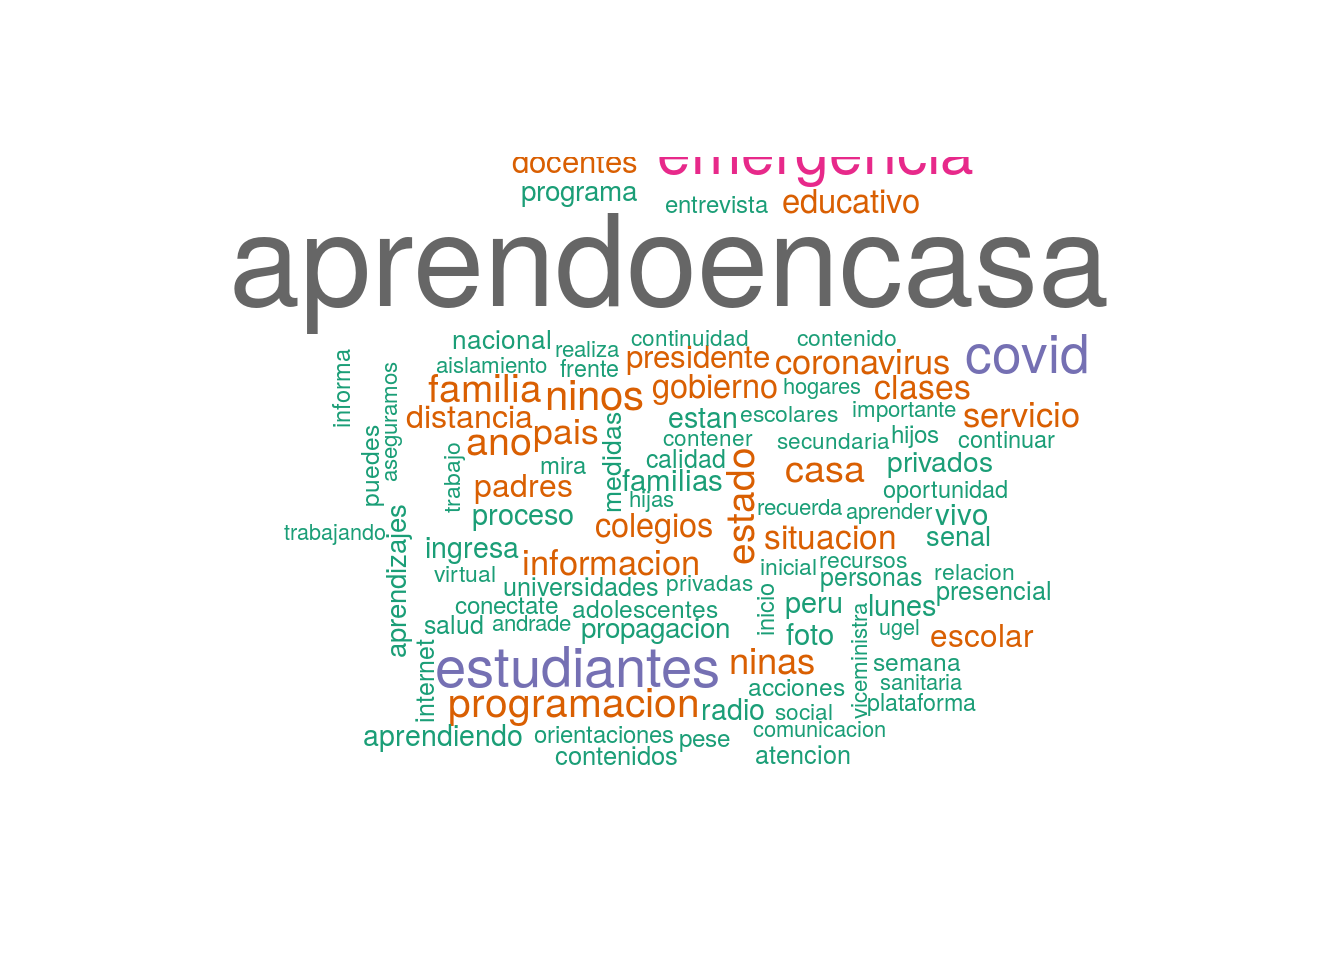 docentes emergencia
programa entrevista educativo
aprendoencasa
nacional realiza continuidad contenido covid
informa aislamiento frente presidente coronavirus
aseguramos familia ninos gobierno hogares clases
distancia estan escolares importante servicio
puedes ano pais medidas contener secundaria hijos continuar
trabajo mira calidad estado casa privados
padres familias oportunidad
hijas recuerda aprender vivo
trabajando proceso colegios situacion senal
aprendizajes ingresa informacion inicial recursos
virtual universidades privadas personas relacion
conectate adolescentes inicio peru lunes presencial
salud andrade propagacion foto viceministra ugel escolar
internet estudiantes ninas semana
programacion acciones sanitaria
radio social plataforma
aprendiendo orientaciones pese comunicacion
contenidos atencion